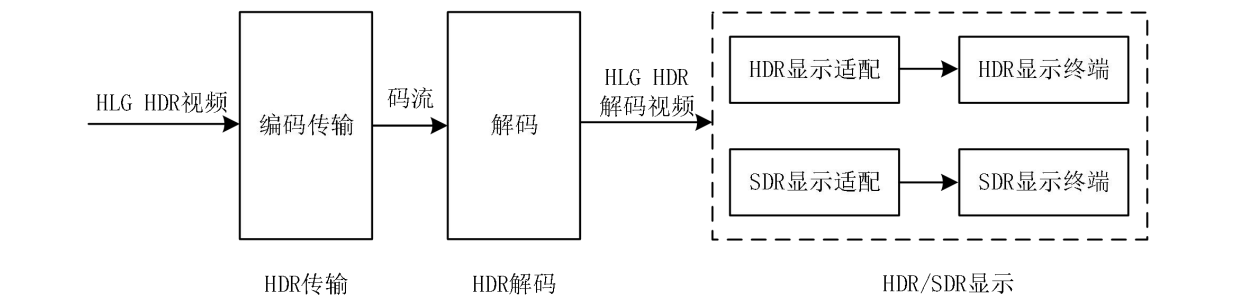 HLG HDR视频
编码传输
码流
解码
HLG HDR
解码视频
HDR显示适配
HDR显示终端
SDR显示适配
SDR显示终端
HDR传输
HDR解码
HDR/SDR显示